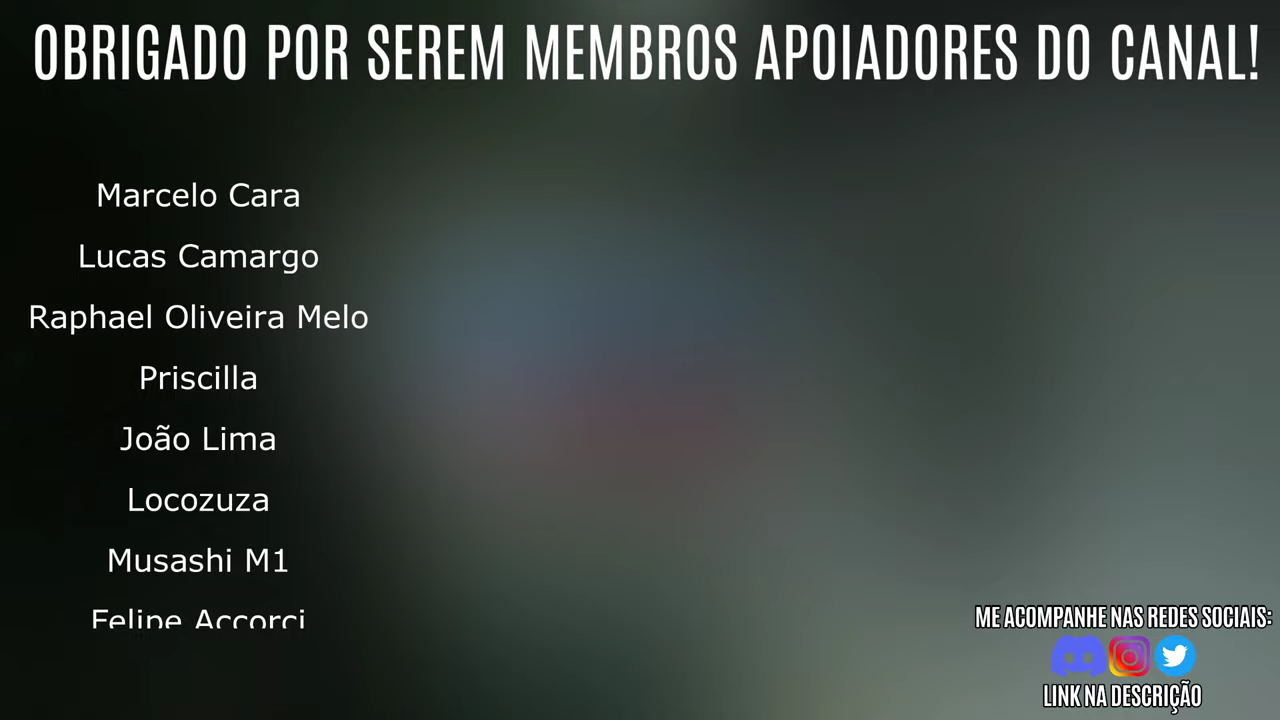 OBRIGADO POR SEREM MEMBROS APOIADORES DO CANAL!
Marcelo Cara
Lucas Camargo
Raphael Oliveira Melo
Priscilla
João Lima
Locozuza
Musashi M1
Felipe Accorci
ME ACOMPANHE NAS REDES SOCIAIS:
LINK NA DESCRIÇÃO